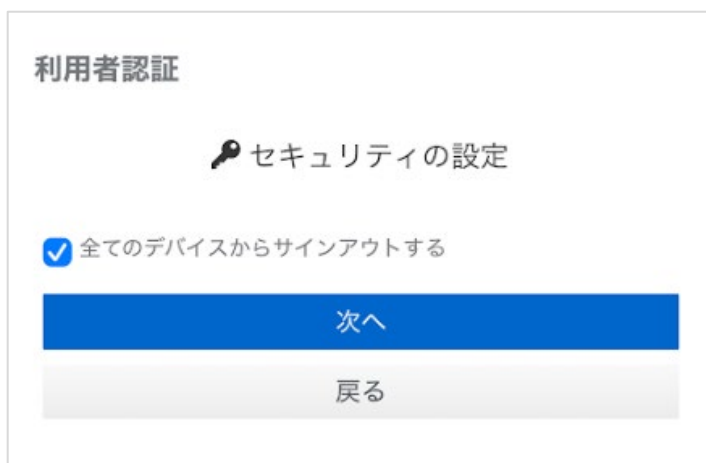 利用者認証
セキュリティの設定
全てのデバイスからサインアウトする
次へ
戻る